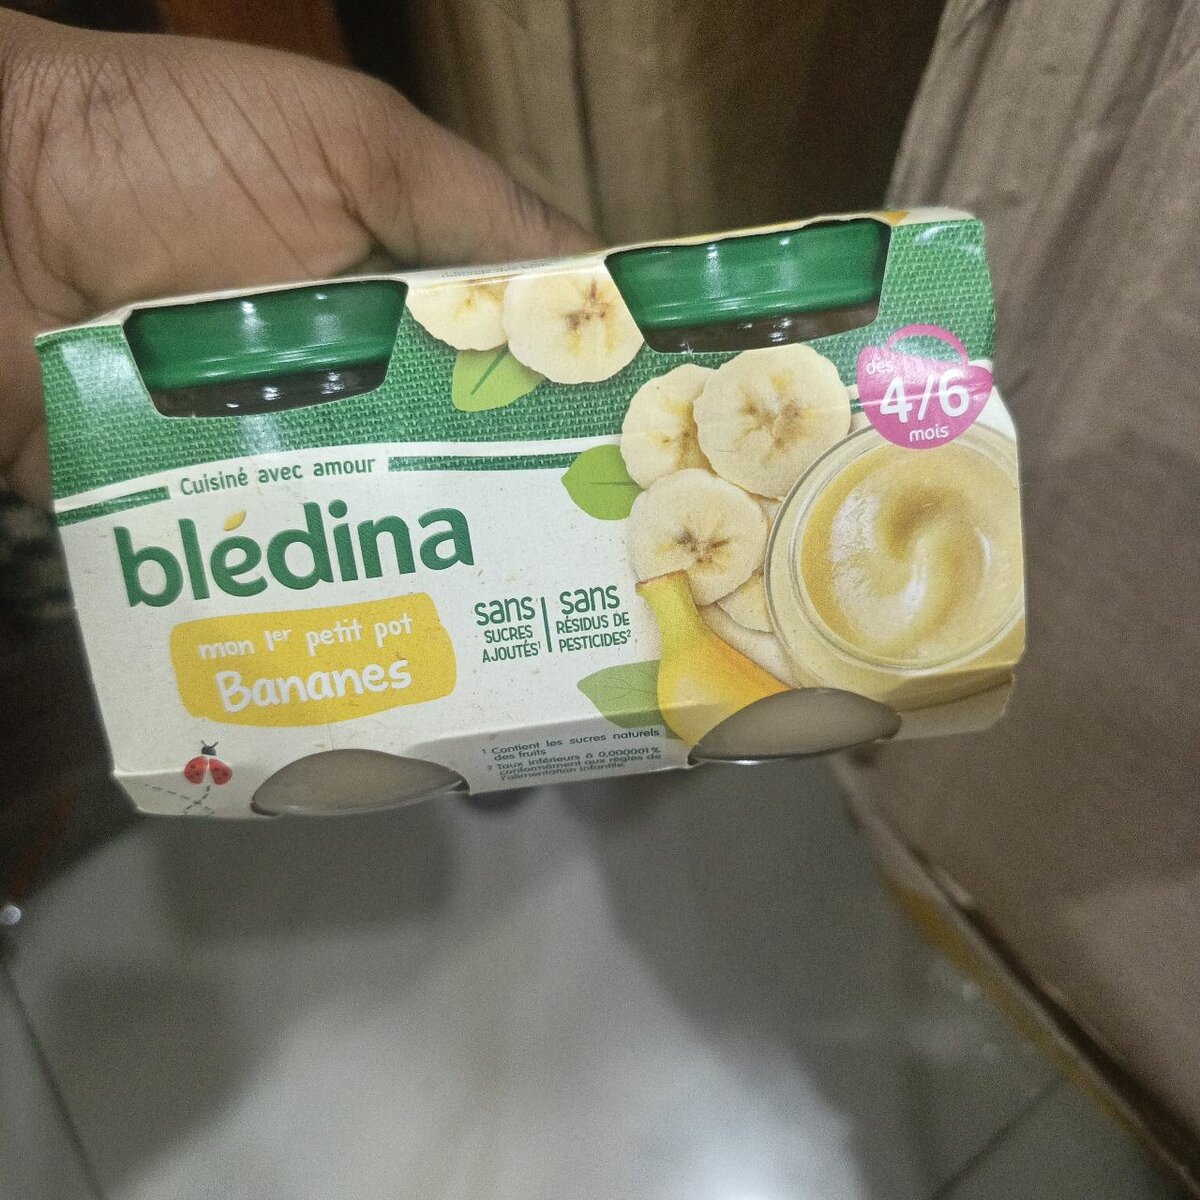 dès
4/6
mois
Cuisiné avec amour
blédina
mon 1er petit pot
Bananes
sans
SUCRES
AJOUTÉS¹
sans
RÉSIDUS DE
PESTICIDES²
¹ Contient les sucres naturels
des fruits
² Taux inférieurs à 0,000001%
conformément aux règles de
l'alimentation infantile